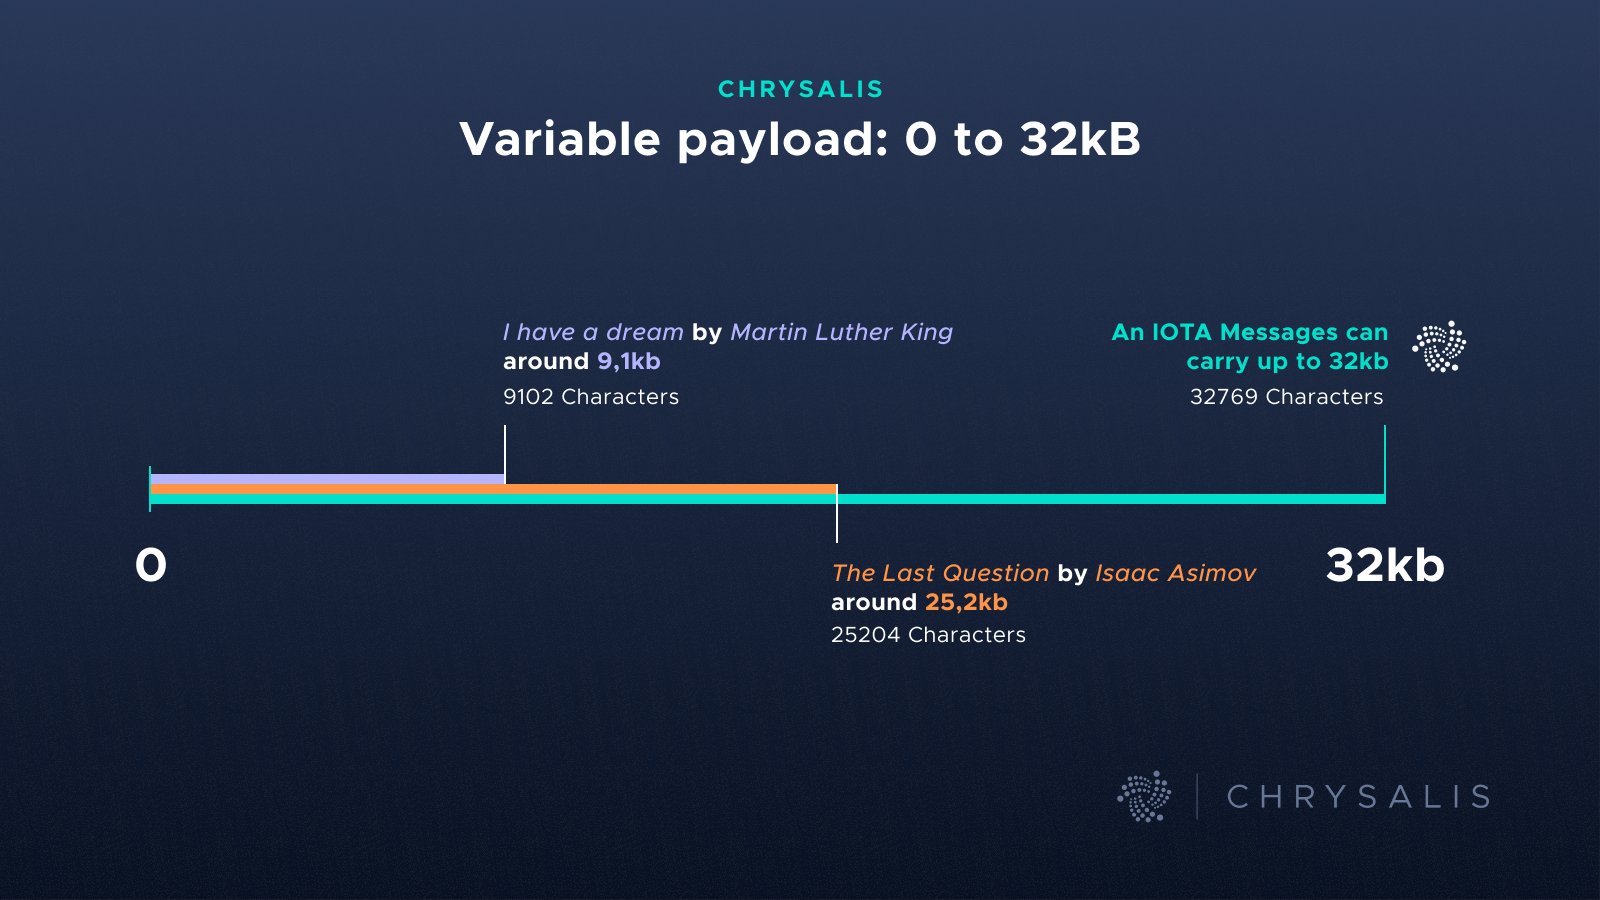 CHRYSALIS
Variable payload: 0 to 32kB
I have a dream by Martin Luther King
around 9,1kb
9102 Characters
An IOTA Messages can
carry up to 32kb
32769 Characters
0
32kb
The Last Question by Isaac Asimov
around 25,2kb
25204 Characters
CHRYSALIS